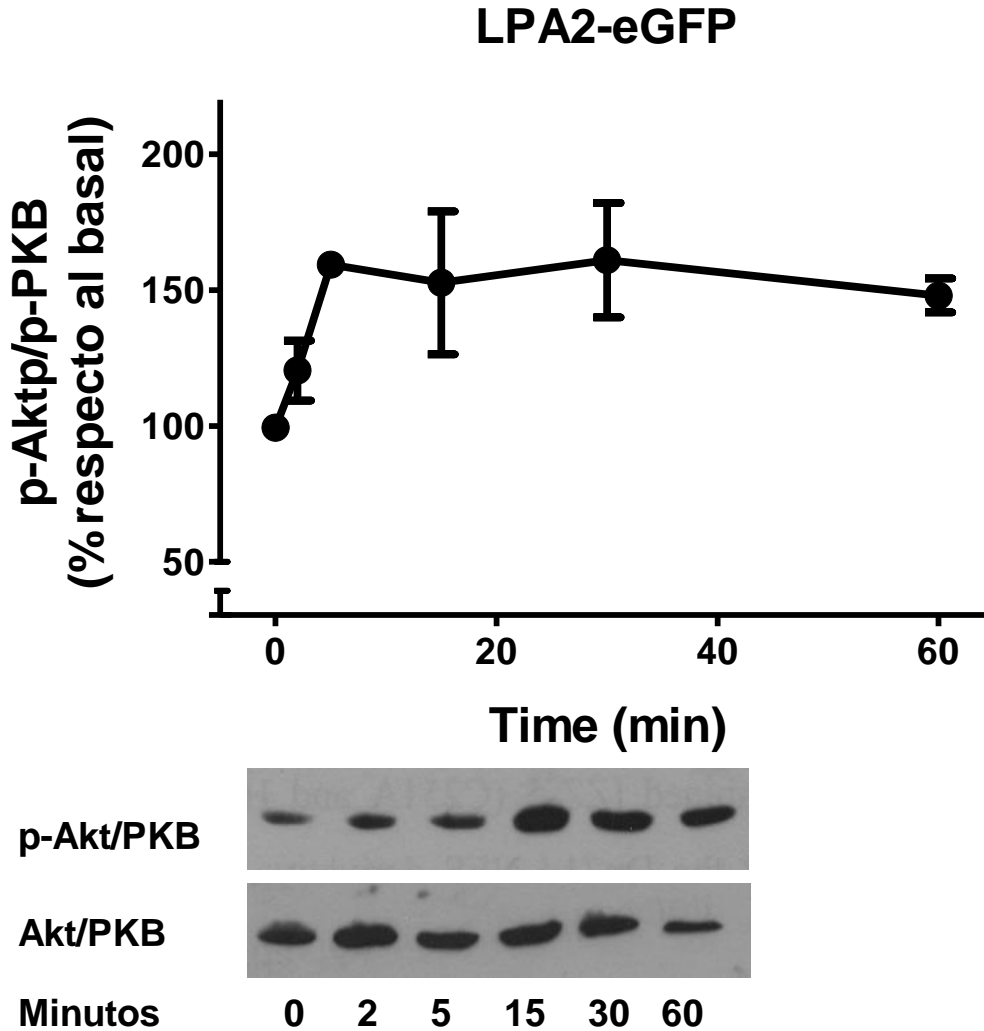 LPA2-eGFP
p-Aktp/p-PKB
(% respecto al basal)
200
150
100
50
0 20 40 60
Time (min)
p-Akt/PKB
Akt/PKB
Minutos 0 2 5 15 30 60